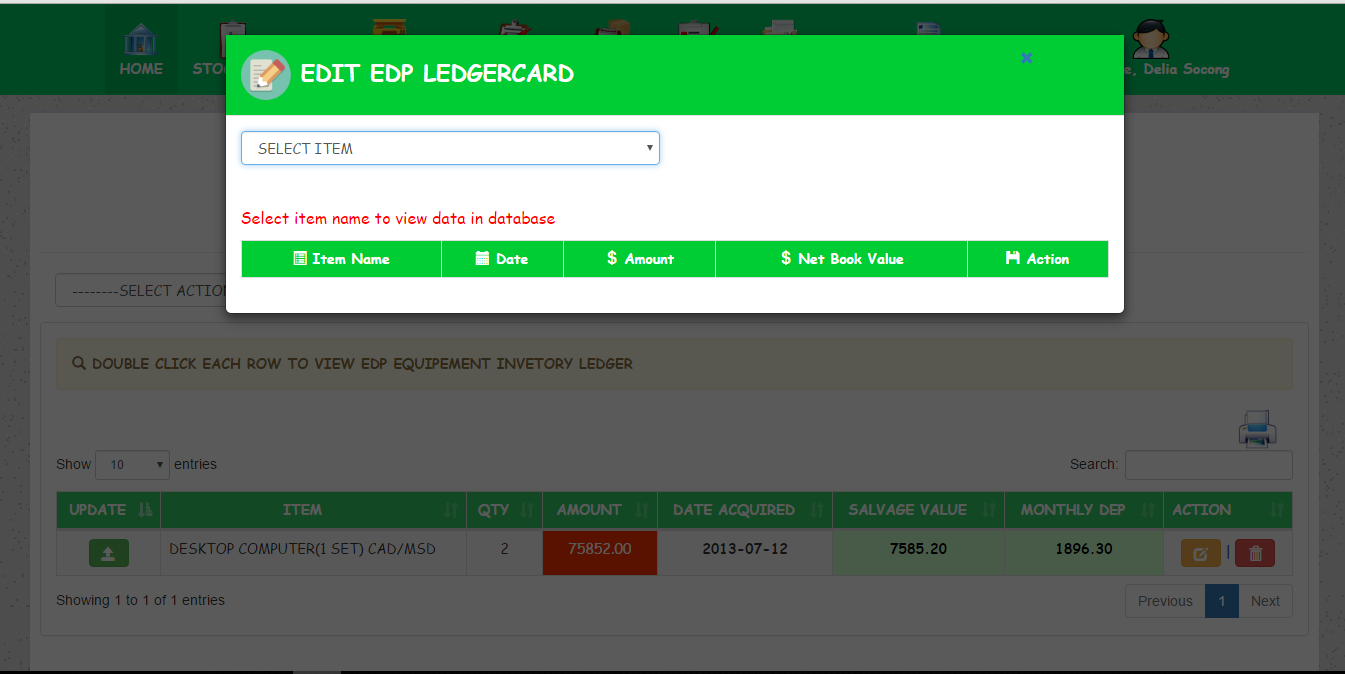 HOME
STO
e, Delia Socong
EDIT EDP LEDGERCARD
×
SELECT ITEM
Select item name to view data in database
Item Name Date $ Amount $ Net Book Value Action
--------SELECT ACTIO
DOUBLE CLICK EACH ROW TO VIEW EDP EQUIPEMENT INVETORY LEDGER
Show 10 entries
Search:
UPDATE ITEM QTY AMOUNT DATE ACQUIRED SALVAGE VALUE MONTHLY DEP ACTION
DESKTOP COMPUTER(1 SET) CAD/MSD 2 75852.00 2013-07-12 7585.20 1896.30 |
Showing 1 to 1 of 1 entries
Previous 1 Next